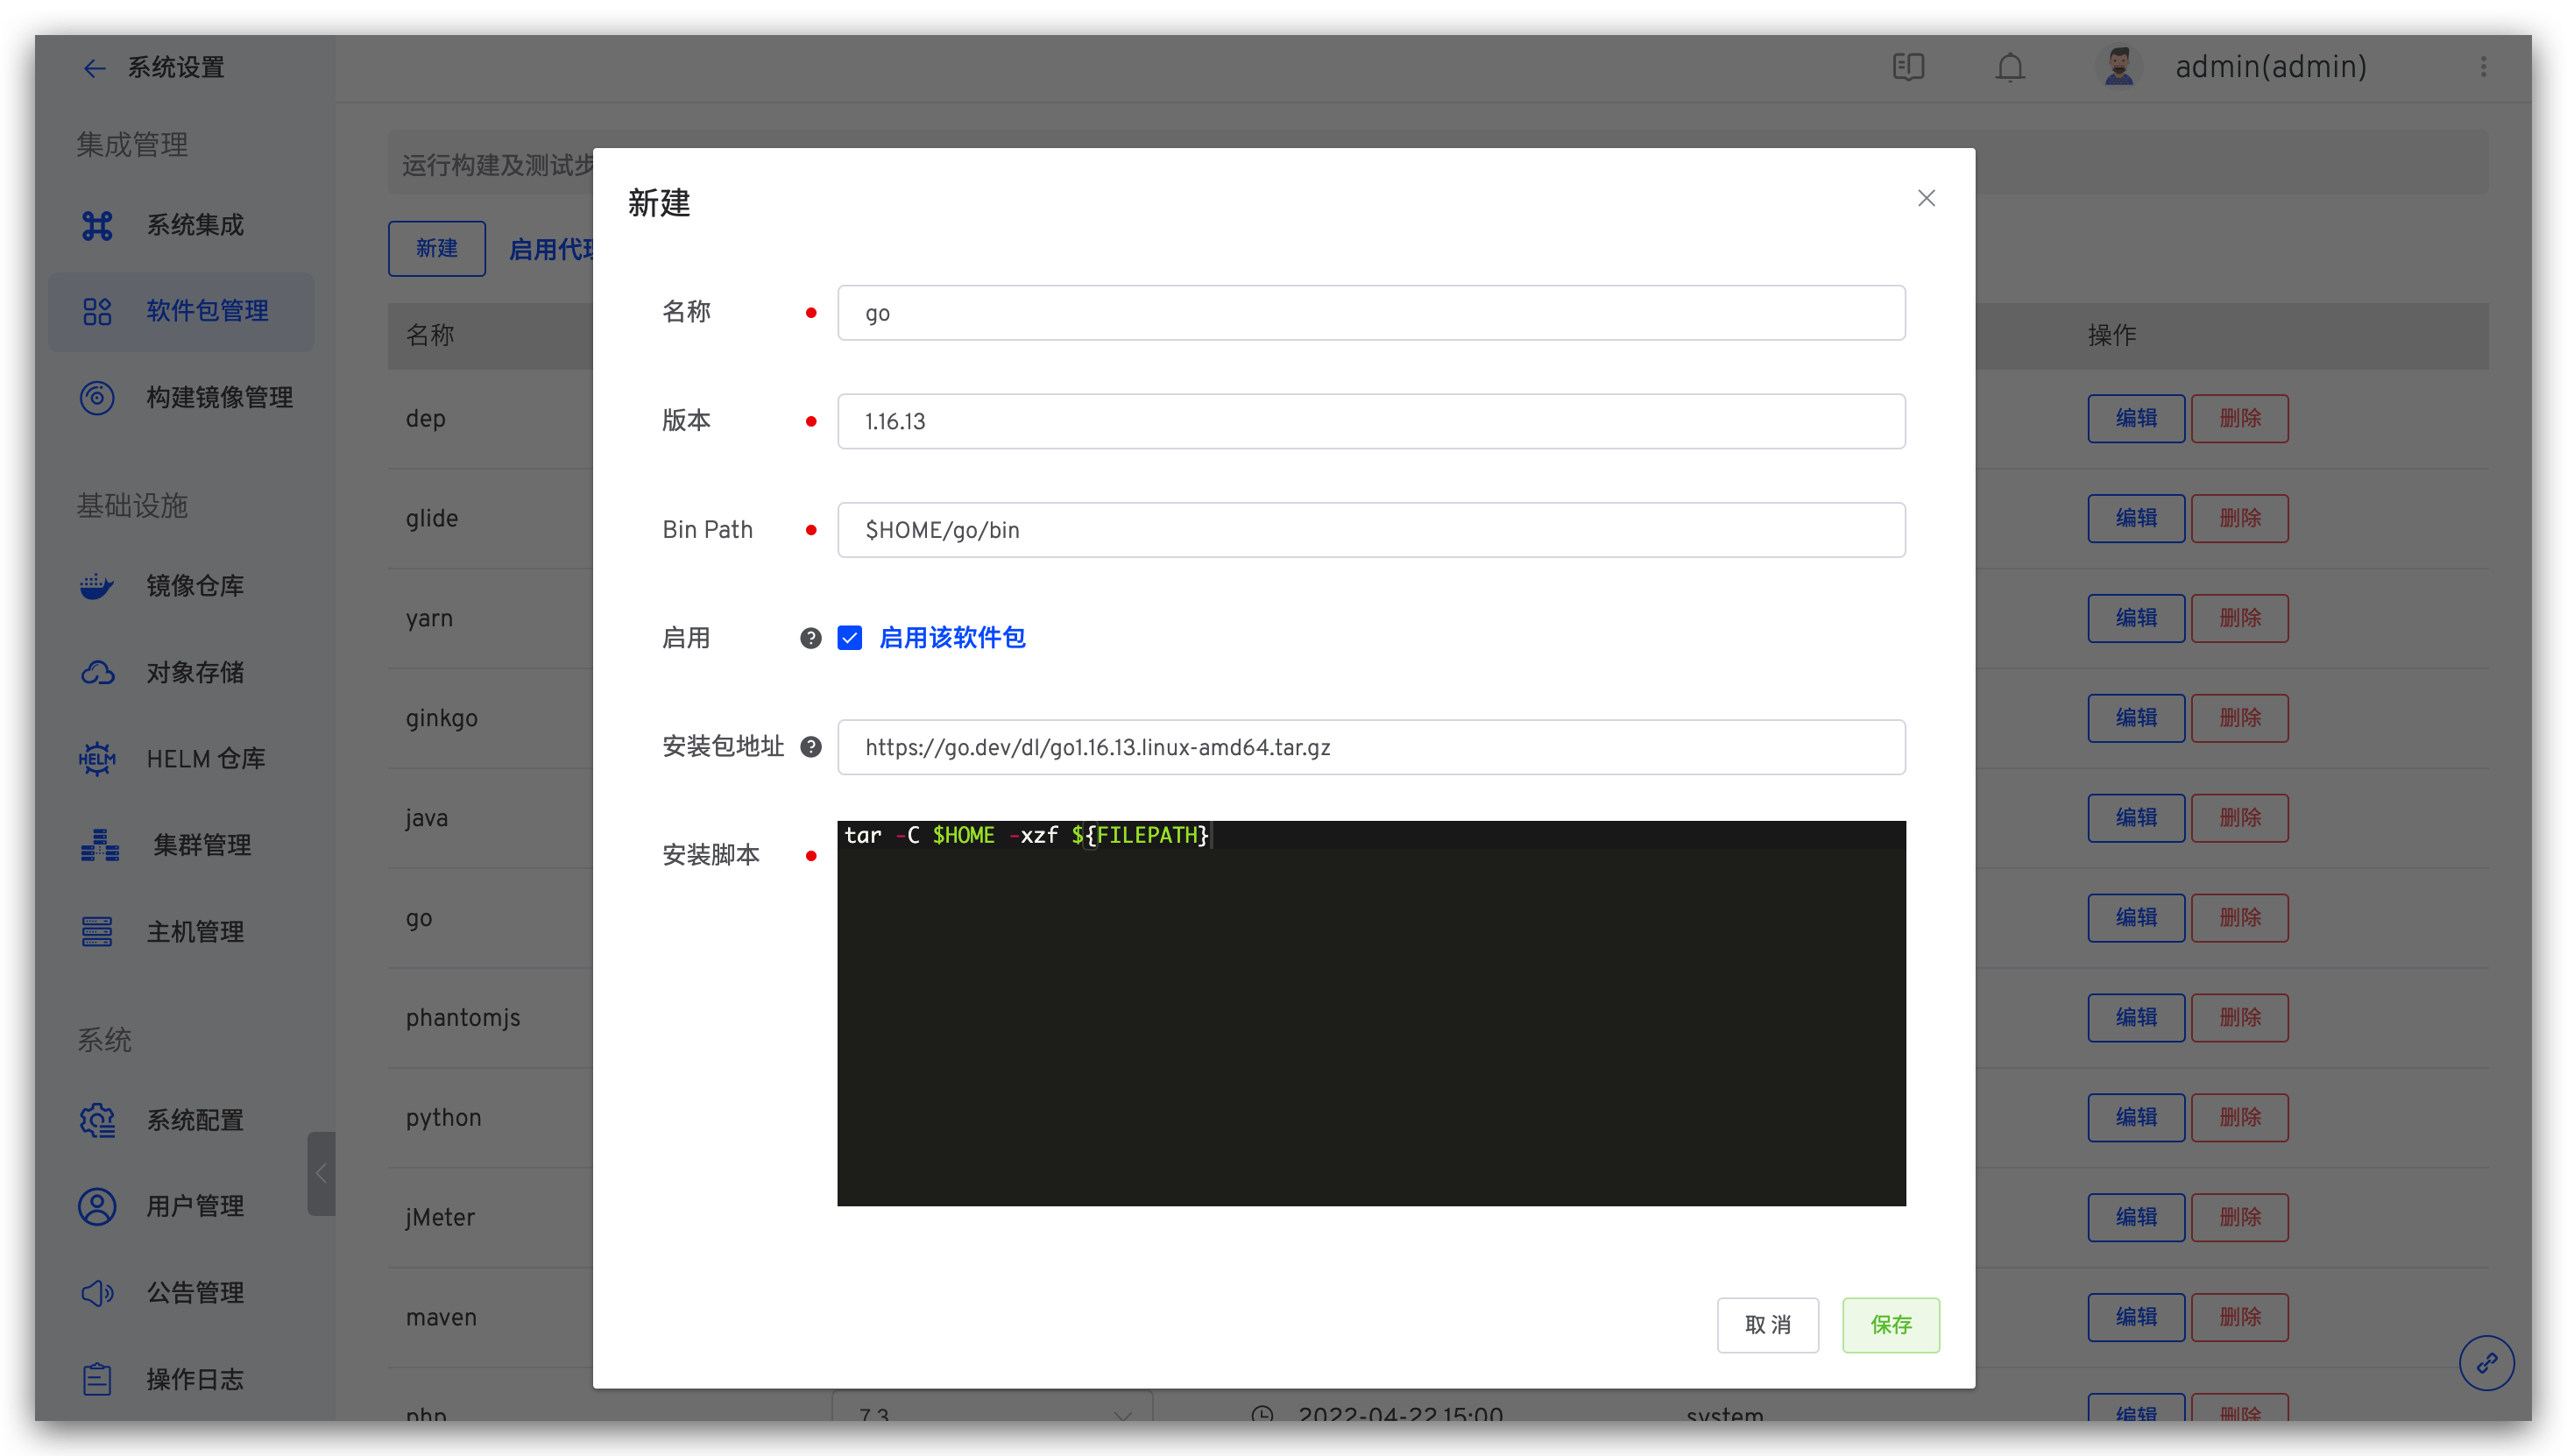 系统设置
admin(admin)
集成管理
系统集成
软件包管理
构建镜像管理
基础设施
镜像仓库
对象存储
HELM
HELM 仓库
集群管理
主机管理
系统
系统配置
用户管理
公告管理
操作日志
运行构建及测试步
新建
启用代理
名称
操作
dep
编辑
删除
glide
编辑
删除
yarn
编辑
删除
ginkgo
编辑
删除
java
编辑
删除
go
编辑
删除
phantomjs
编辑
删除
python
编辑
删除
jMeter
编辑
删除
maven
编辑
删除
php
7.3
2022-04-22 15:00
system
编辑
删除
新建
名称
go
版本
1.16.13
Bin Path
$HOME/go/bin
启用
启用该软件包
安装包地址
https://go.dev/dl/go1.16.13.linux-amd64.tar.gz
安装脚本
tar -C $HOME -xzf ${FILEPATH}
取消
保存